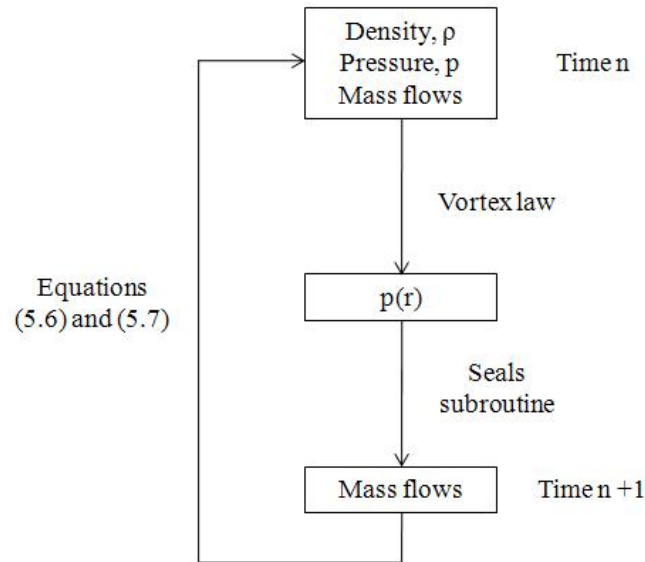 Density, ρ
Pressure, p
Mass flows
Time n
Vortex law
p(r)
Equations
(5.6) and (5.7)
Seals
subroutine
Mass flows
Time n +1